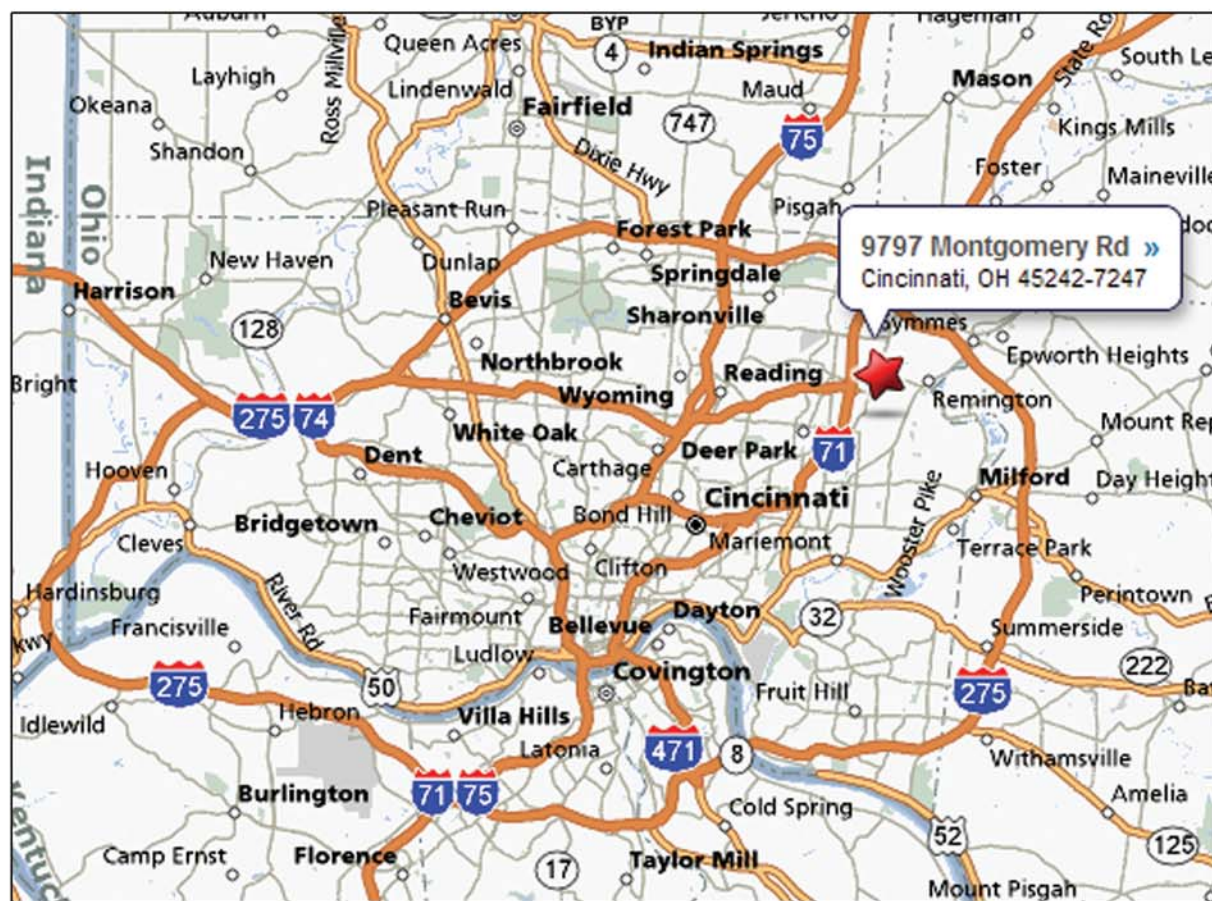 Auburn
BYP
Jericho
Hageman
Queen Acres
4
Indian Springs
State Ro
South Le
Ross Millville
Layhigh
Lindenwald
Maud
Mason
Okeana
Fairfield
747
75
Kings Mills
Shandon
Dixie Hwy
Foster
Maineville
Indiana
Ohio
Pleasant Run
Pisgah
Forest Park
9797 Montgomery Rd »
Cincinnati, OH 45242-7247
New Haven
Dunlap
Springdale
Harrison
Bevis
Sharonville
128
Symmes
Epworth Heights
Northbrook
Bright
Wyoming
Reading
Remington
275
74
White Oak
Deer Park
71
Mount Rep
Dent
Carthage
Hooven
Cincinnati
Milford
Day Height
Bridgetown
Cheviot
Bond Hill
Wooster Pike
Cleves
Mariemont
Terrace Park
Westwood
Clifton
Hardinsburg
River Rd
Fairmount
Dayton
32
Perintown
kwy
Francisville
Bellevue
Summerside
Ludlow
222
275
50
Covington
Fruit Hill
275
Bat
Idlewild
Hebron
Villa Hills
Latonia
471
8
Withamsville
Burlington
71
75
Cold Spring
Amelia
Kentuc
52
125
Camp Ernst
Florence
17
Taylor Mill
Mount Pisgah